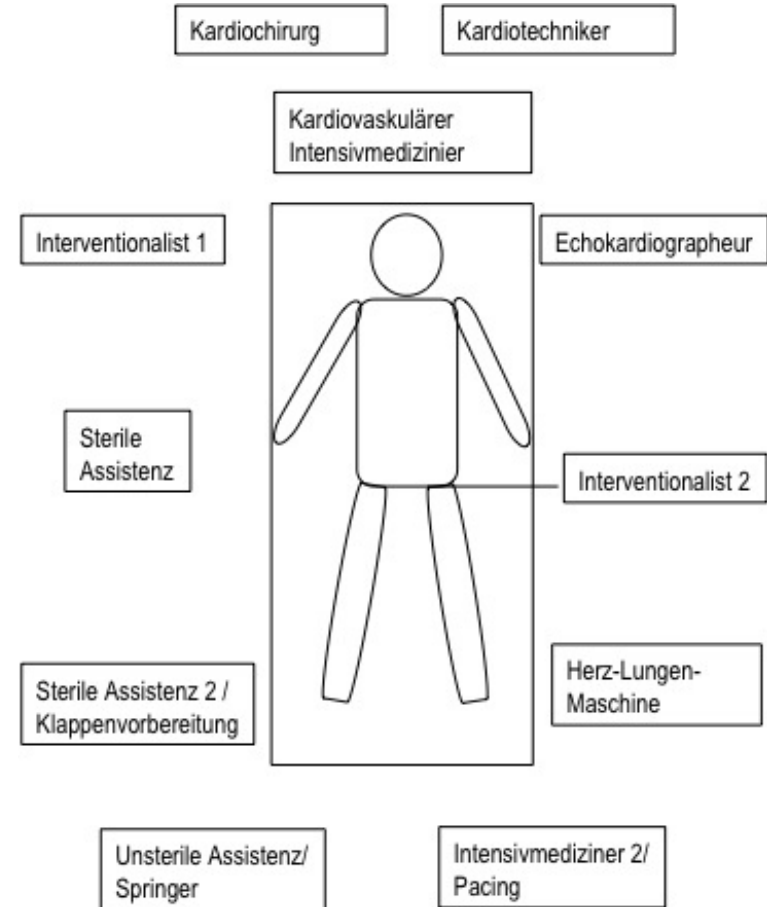 Kardiochirurg
Kardiotechniker
Kardiovaskulärer
Intensivmedizinier
Interventionalist 1
Echokardiographeur
Sterile
Assistenz
Interventionalist 2
Sterile Assistenz 2 /
Klappenvorbereitung
Herz-Lungen-
Maschine
Unsterile Assistenz/
Springer
Intensivmediziner 2/
Pacing